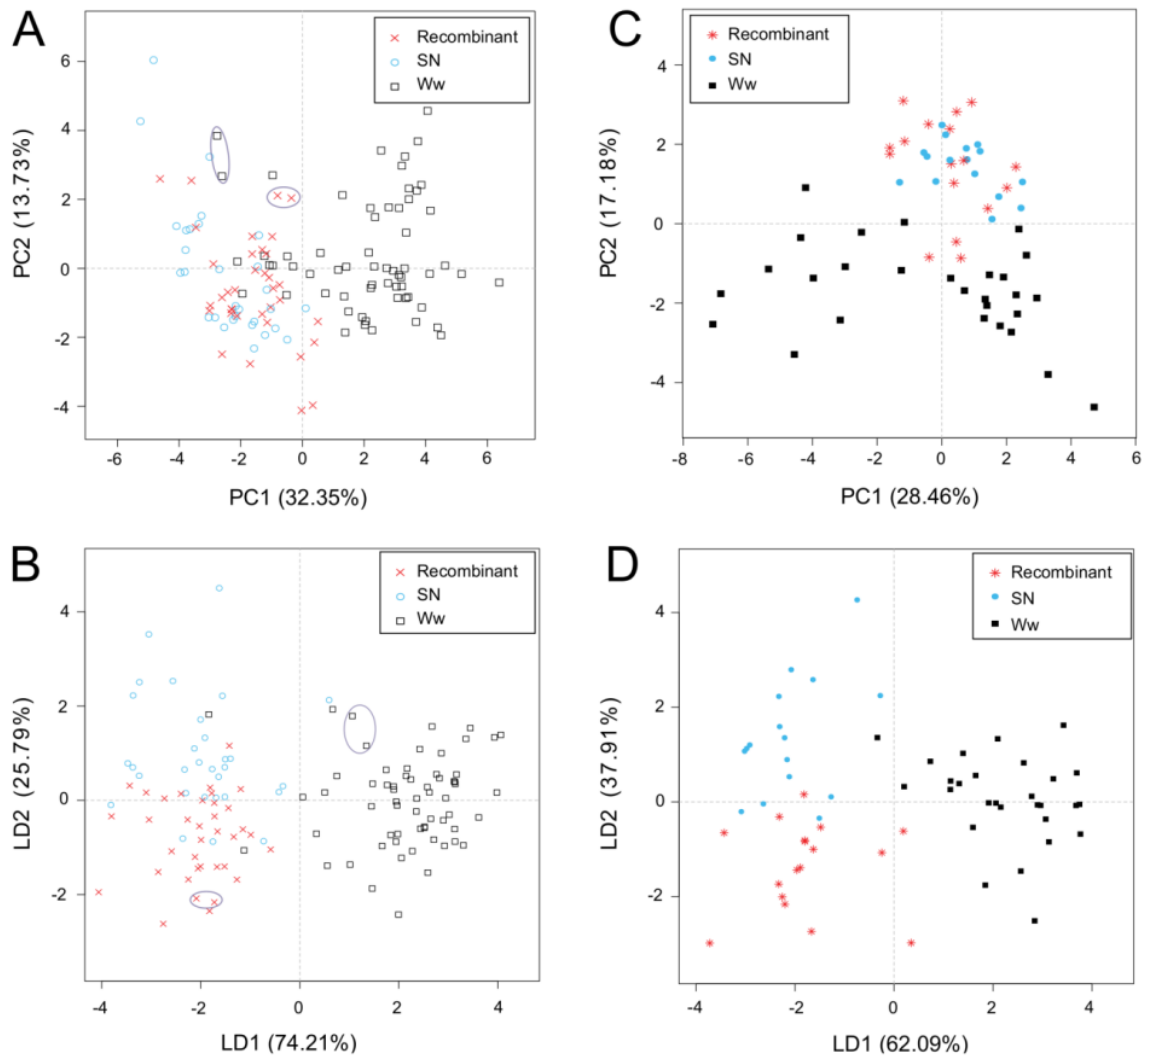 A
Recombinant
SN
Ww
6
4
2
0
-2
-4
-6
-4
-2
0
2
4
6
PC2 (13.73%)
PC1 (32.35%)
C
Recombinant
SN
Ww
4
2
0
-2
-4
-8
-6
-4
-2
0
2
4
6
PC2 (17.18%)
PC1 (28.46%)
B
Recombinant
SN
Ww
4
2
0
-2
-4
-2
0
2
4
LD2 (25.79%)
LD1 (74.21%)
D
Recombinant
SN
Ww
4
2
0
-2
-4
-2
0
2
4
LD2 (37.91%)
LD1 (62.09%)